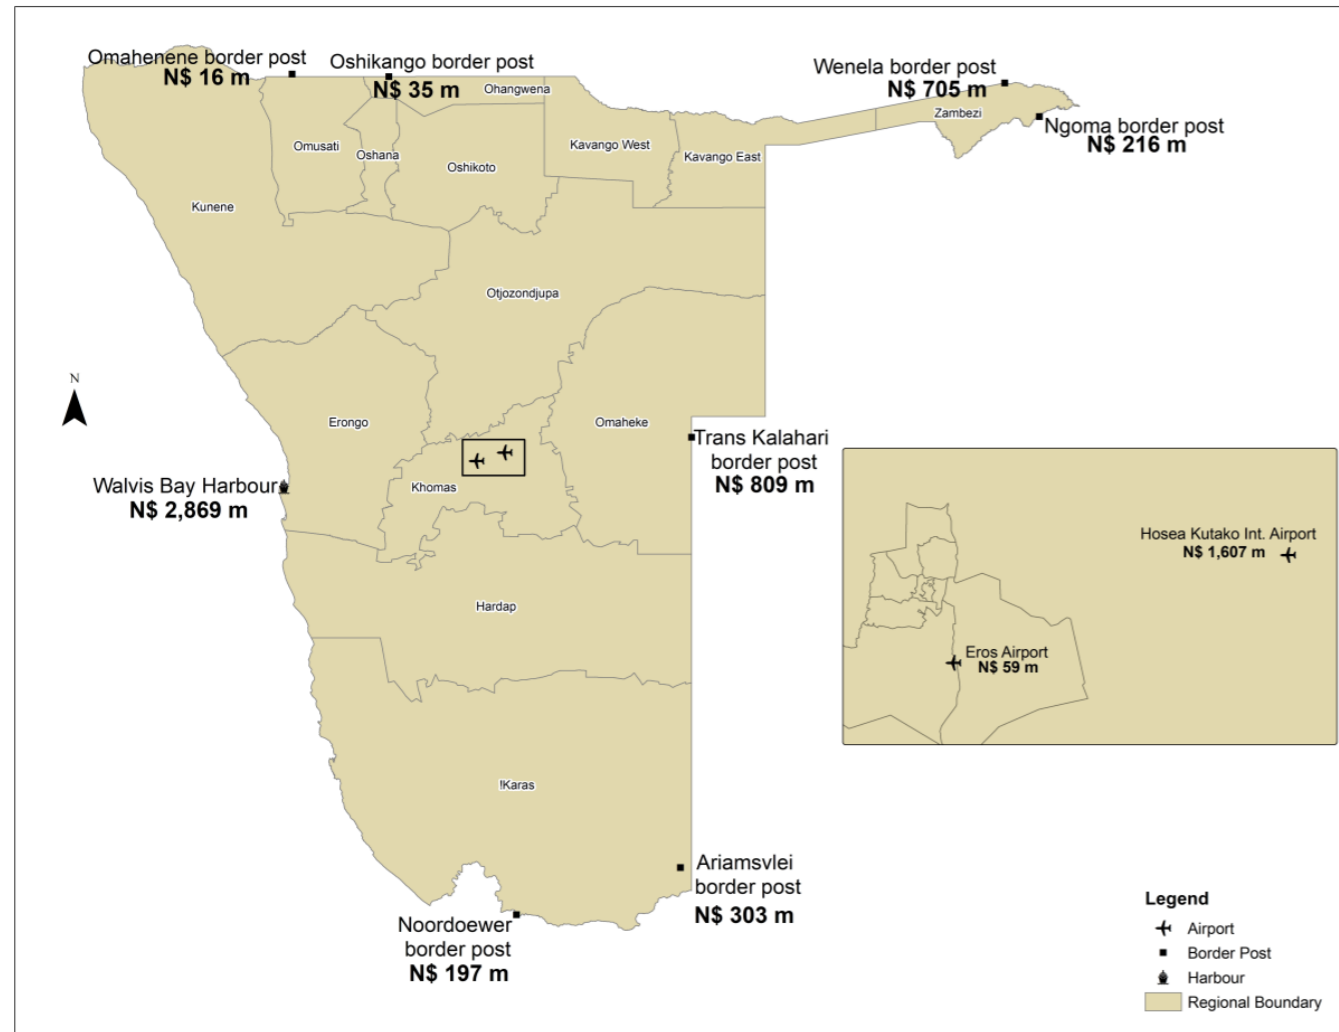 Omahenene border post
N$ 16 m
Oshikango border post
N$ 35 m
Wenela border post
N$ 705 m
Ngoma border post
N$ 216 m
Ohangwena
Zambezi
Omusati
Oshana
Oshikoto
Kavango West
Kavango East
Kunene
Otjozondjupa
N
Erongo
Omaheke
Trans Kalahari
border post
N$ 809 m
Walvis Bay Harbour
N$ 2,869 m
Khomas
Hosea Kutako Int. Airport
N$ 1,607 m
Hardap
Eros Airport
N$ 59 m
!Karas
Ariamsvlei
border post
N$ 303 m
Noordoewer
border post
N$ 197 m
Legend
Airport
Border Post
Harbour
Regional Boundary